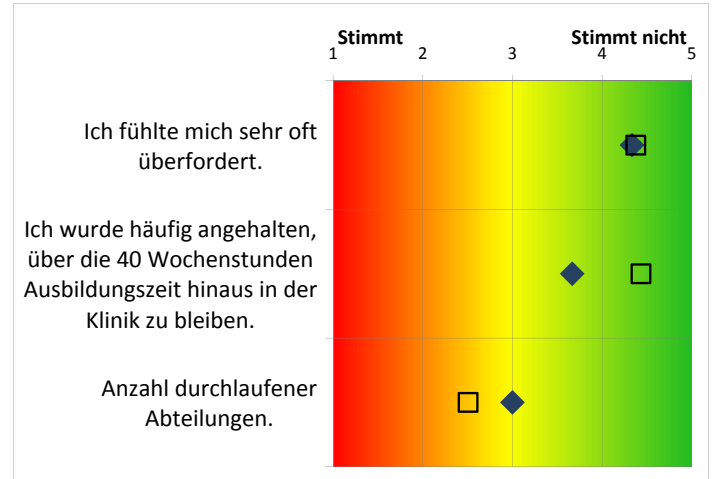 Stimmt Stimmt nicht
1 2 3 4 5
Ich fühlte mich sehr oft
überfordert.
Ich wurde häufig angehalten,
über die 40 Wochenstunden
Ausbildungszeit hinaus in der
Klinik zu bleiben.
Anzahl durchlaufener
Abteilungen.